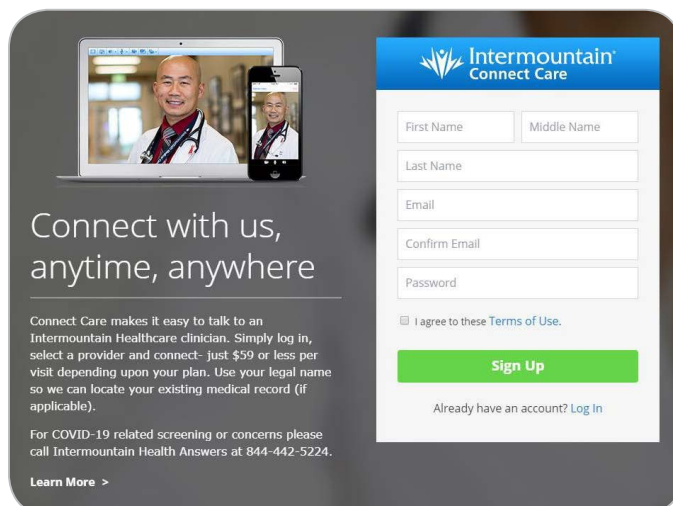 Intermountain®
Connect Care
First Name
Middle Name
Last Name
Email
Confirm Email
Password
I agree to these Terms of Use.
Sign Up
Already have an account? Log In
Connect with us,
anytime, anywhere
Connect Care makes it easy to talk to an
Intermountain Healthcare clinician. Simply log in,
select a provider and connect- just $59 or less per
visit depending upon your plan. Use your legal name
so we can locate your existing medical record (if
applicable).
For COVID-19 related screening or concerns please
call Intermountain Health Answers at 844-442-5224.
Learn More >